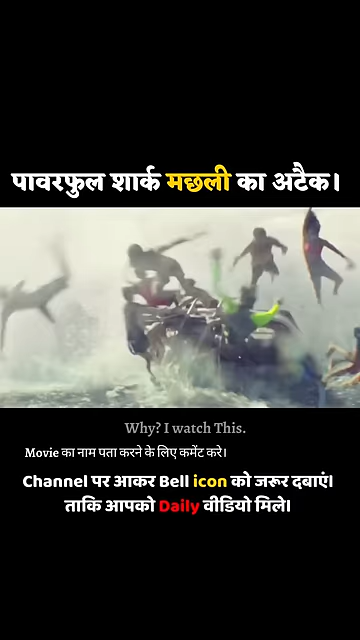 पावरफुल शार्क मछली का अटैक।
Why? I watch This.
Movie का नाम पता करने के लिए कमेंट करे।
Channel पर आकर Bell icon को जरूर दबाएं।
ताकि आपको Daily वीडियो मिले।